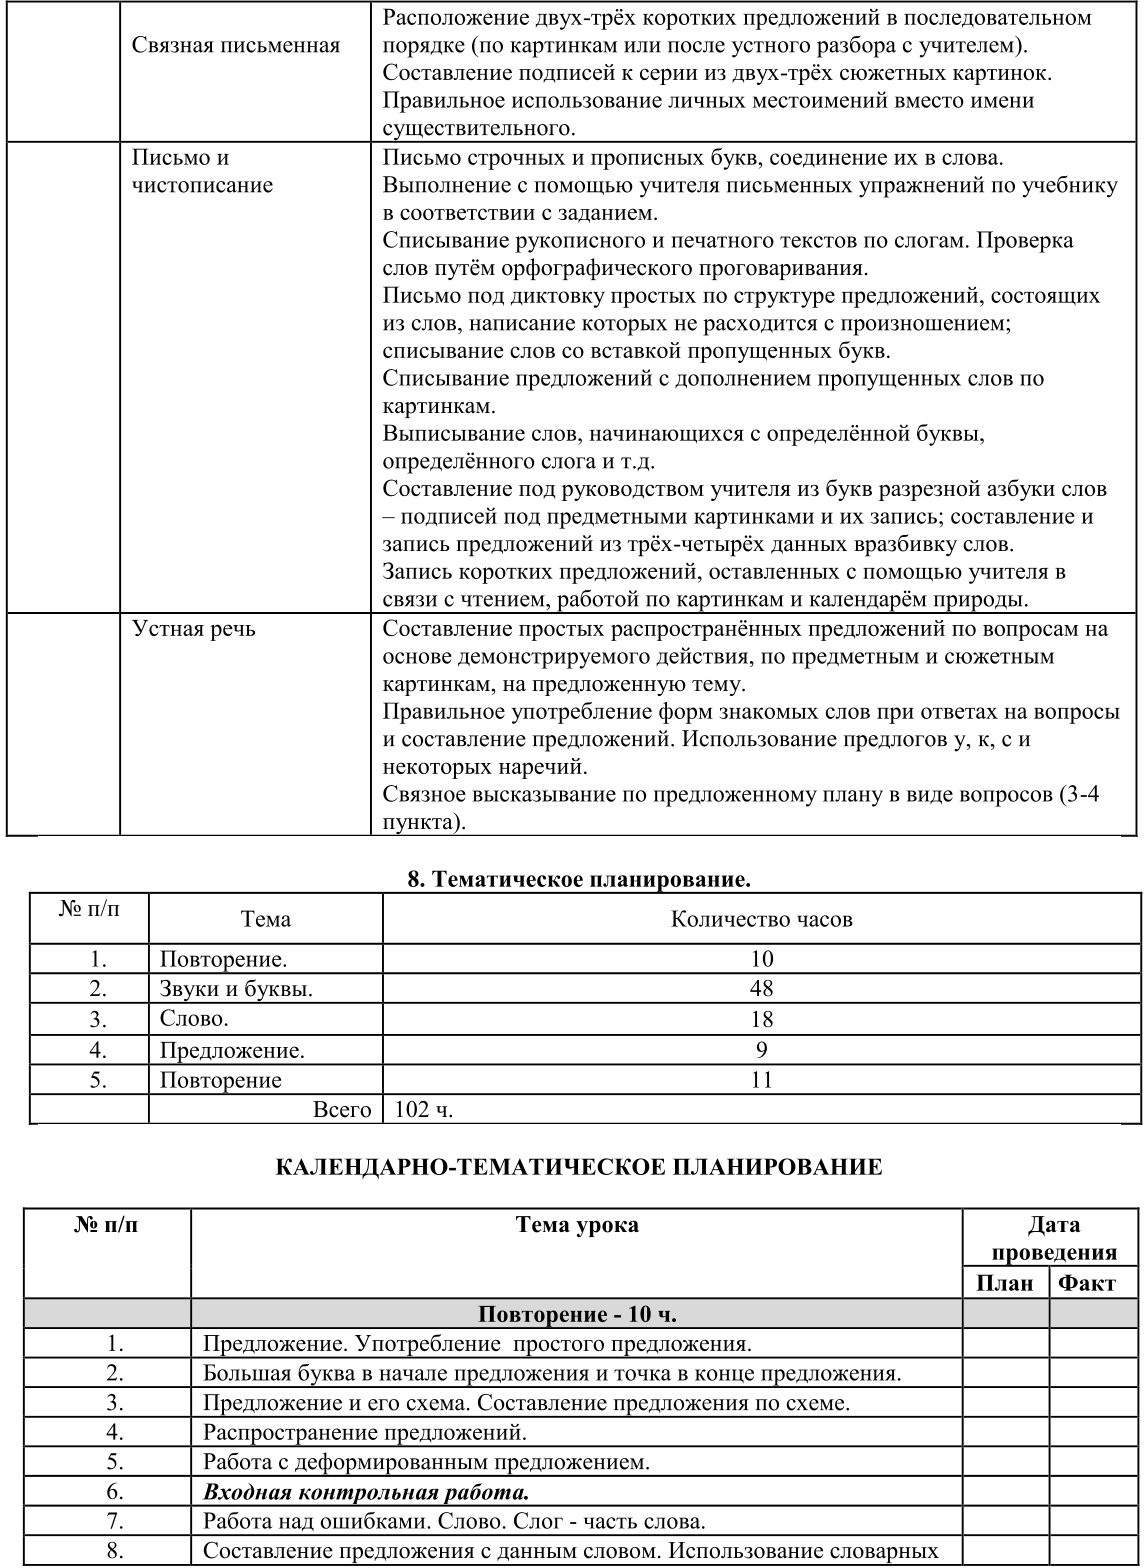 Связная письменная
Расположение двух-трёх коротких предложений в последовательном
порядке (по картинкам или после устного разбора с учителем).
Составление подписей к серии из двух-трёх сюжетных картинок.
Правильное использование личных местоимений вместо имени
существительного.
Письмо и
чистописание
Письмо строчных и прописных букв, соединение их в слова.
Выполнение с помощью учителя письменных упражнений по учебнику
в соответствии с заданием.
Списывание рукописного и печатного текстов по слогам. Проверка
слов путём орфографического проговаривания.
Письмо под диктовку простых по структуре предложений, состоящих
из слов, написание которых не расходится с произношением;
списывание слов со вставкой пропущенных букв.
Списывание предложений с дополнением пропущенных слов по
картинкам.
Выписывание слов, начинающихся с определённой буквы,
определённого слога и т.д.
Составление под руководством учителя из букв разрезной азбуки слов
– подписей под предметными картинками и их запись; составление и
запись предложений из трёх-четырёх данных вразбивку слов.
Запись коротких предложений, оставленных с помощью учителя в
связи с чтением, работой по картинкам и календарём природы.
Устная речь
Составление простых распространённых предложений по вопросам на
основе демонстрируемого действия, по предметным и сюжетным
картинкам, на предложенную тему.
Правильное употребление форм знакомых слов при ответах на вопросы
и составление предложений. Использование предлогов у, к, с и
некоторых наречий.
Связное высказывание по предложенному плану в виде вопросов (3-4
пункта).
8. Тематическое планирование.
№ п/п Тема Количество часов
1. Повторение. 10
2. Звуки и буквы. 48
3. Слово. 18
4. Предложение. 9
5. Повторение 11
Всего 102 ч.
КАЛЕНДАРНО-ТЕМАТИЧЕСКОЕ ПЛАНИРОВАНИЕ
№ п/п Тема урока Дата
проведения
План Факт
Повторение - 10 ч.
1. Предложение. Употребление простого предложения.
2. Большая буква в начале предложения и точка в конце предложения.
3. Предложение и его схема. Составление предложения по схеме.
4. Распространение предложений.
5. Работа с деформированным предложением.
6. Входная контрольная работа.
7. Работа над ошибками. Слово. Слог - часть слова.
8. Составление предложения с данным словом. Использование словарных